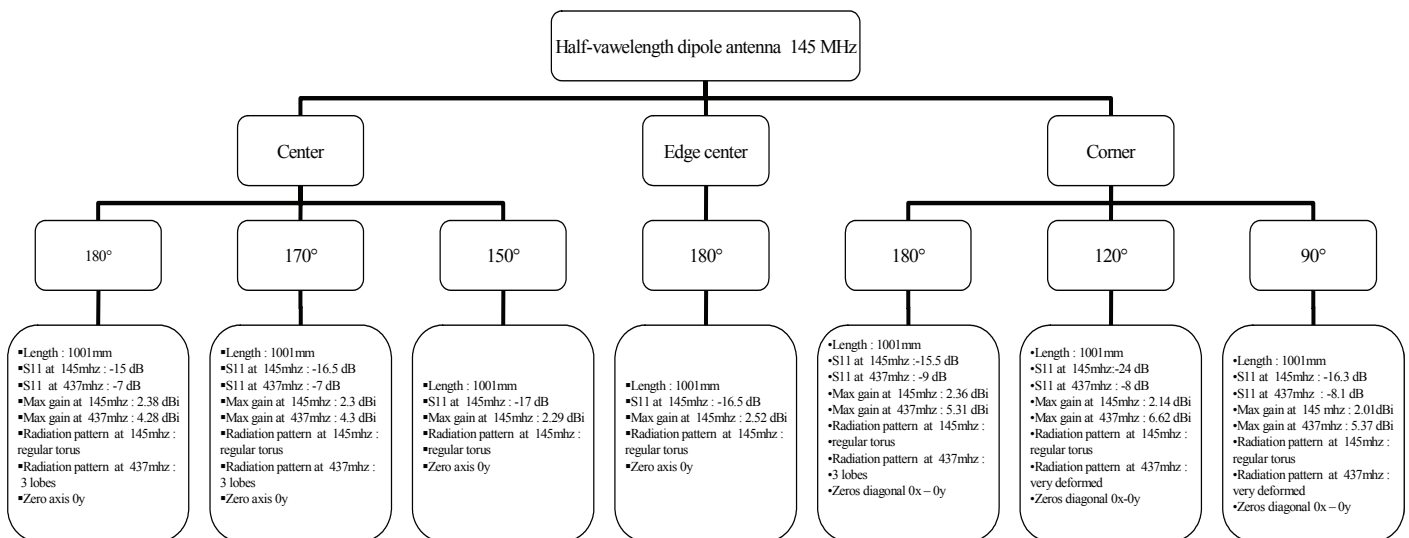 Half-vawelength dipole antenna 145 MHz
Center
Edge center
Corner
180°
170°
150°
180°
180°
120°
90°
▪Length : 1001mm
▪S11 at 145mhz : -15 dB
▪S11 at 437mhz : -7 dB
▪Max gain at 145mhz : 2.38 dBi
▪Max gain at 437mhz : 4.28 dBi
▪Radiation pattern at 145mhz :
regular torus
▪Radiation pattern at 437mhz :
3 lobes
▪Zero axis 0y
▪Length : 1001mm
▪S11 at 145mhz : -16.5 dB
▪S11 at 437mhz : -7 dB
▪Max gain at 145mhz : 2.3 dBi
▪Max gain at 437mhz : 4.3 dBi
▪Radiation pattern at 145mhz :
regular torus
▪Radiation pattern at 437mhz :
3 lobes
▪Zero axis 0y
▪Length : 1001mm
▪S11 at 145mhz : -17 dB
▪Max gain at 145mhz : 2.29 dBi
▪Radiation pattern at 145mhz :
▪regular torus
▪Zero axis 0y
▪Length : 1001mm
▪S11 at 145mhz : -16.5 dB
▪Max gain at 145mhz : 2.52 dBi
▪Radiation pattern at 145mhz :
regular torus
▪Zero axis 0y
•Length : 1001mm
•S11 at 145mhz :-15.5 dB
•S11 at 437mhz : -9 dB
•Max gain at 145mhz : 2.36 dBi
•Max gain at 437mhz : 5.31 dBi
•Radiation pattern at 145mhz :
•regular torus
•Radiation pattern at 437mhz :
•3 lobes
•Zeros diagonal 0x – 0y
•Length : 1001mm
•S11 at 145mhz:-24 dB
•S11 at 437mhz : -8 dB
•Max gain at 145mhz : 2.14 dBi
•Max gain at 437mhz : 6.62 dBi
•Radiation pattern at 145mhz :
regular torus
•Radiation pattern at 437mhz :
very deformed
•Zeros diagonal 0x-0y
•Length : 1001mm
•S11 at 145mhz : -16.3 dB
•S11 at 437mhz : -8.1 dB
•Max gain at 145 mhz : 2.01dBi
•Max gain at 437mhz : 5.37 dBi
•Radiation pattern at 145mhz :
regular torus
•Radiation pattern at 437mhz :
very deformed
•Zeros diagonal 0x – 0y